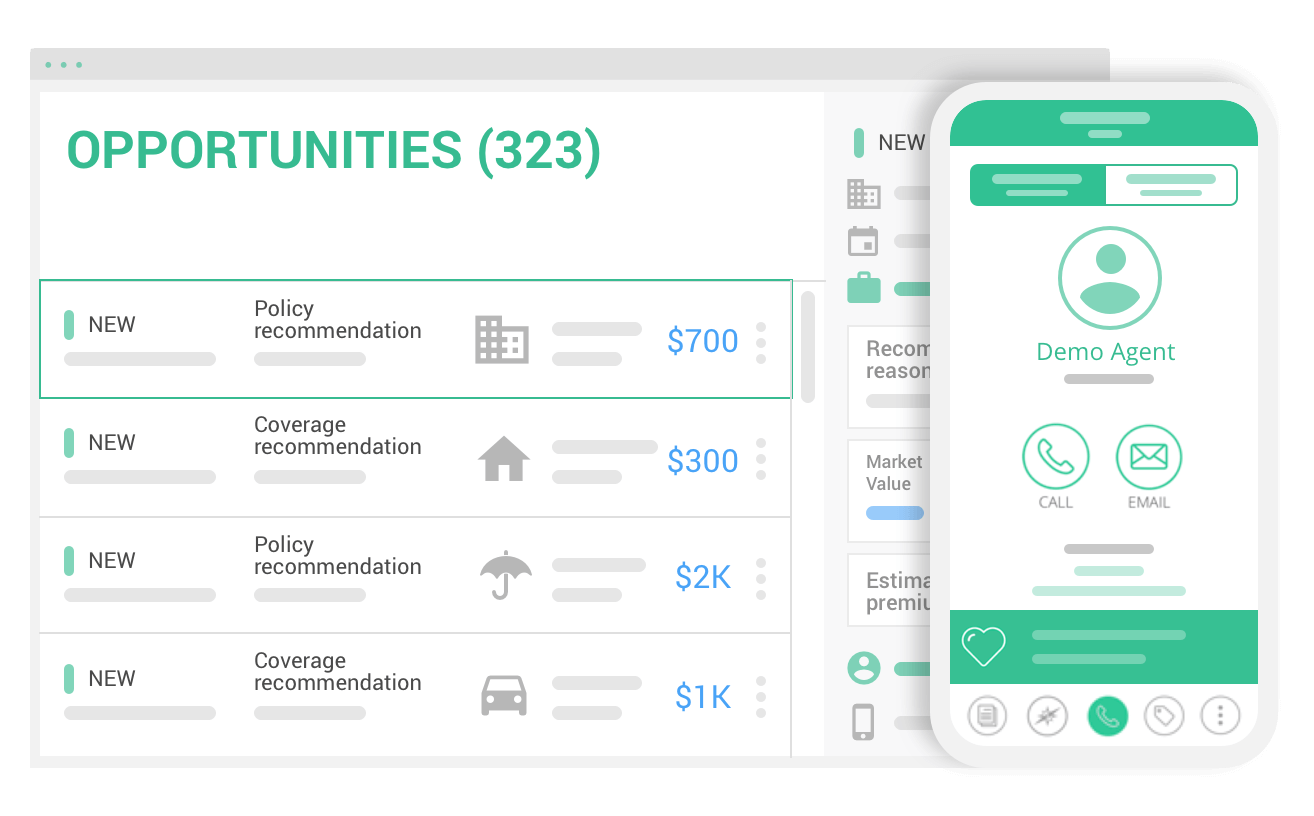 OPPORTUNITIES (323)
NEW
Policy
recommendation
$700
NEW
Coverage
recommendation
$300
NEW
Policy
recommendation
$2K
NEW
Coverage
recommendation
$1K
NEW
Recom
reason
Market
Value
Estima
premiu
Demo Agent
CALL
EMAIL